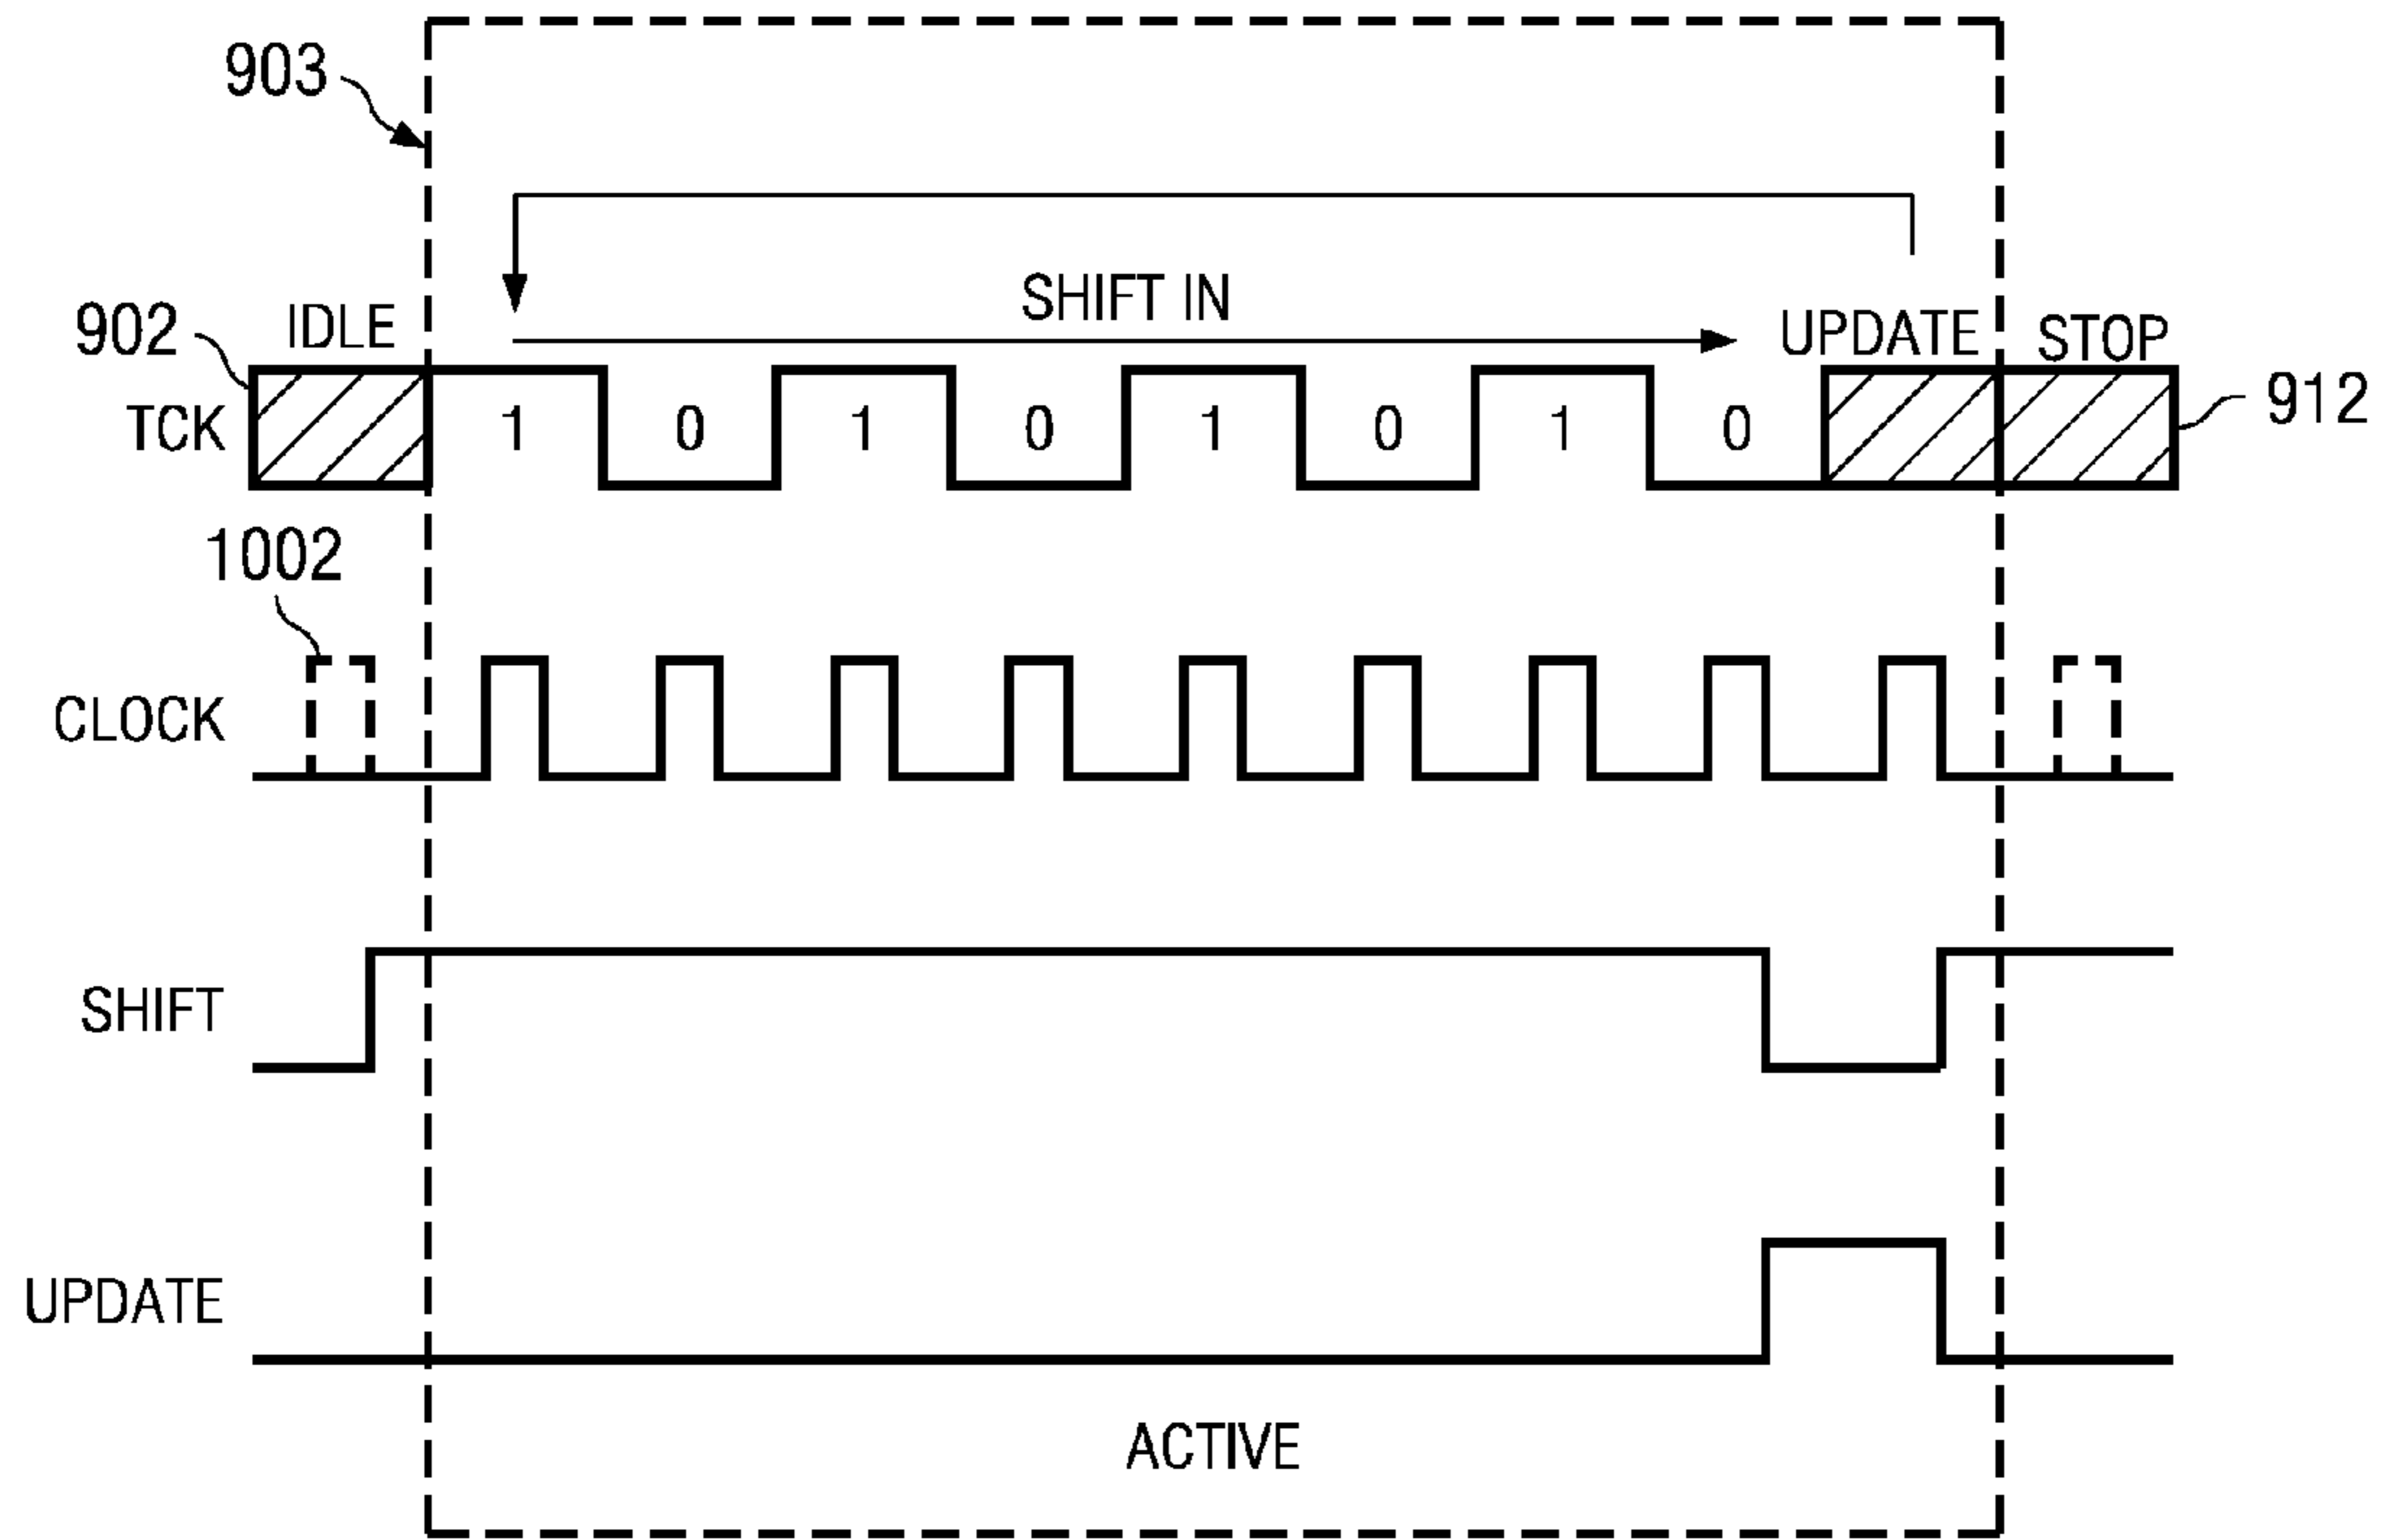 903
SHIFT IN
902 IDLE UPDATE STOP
TCK 1 0 1 0 1 0 1 0 912
1002
CLOCK
SHIFT
UPDATE
ACTIVE